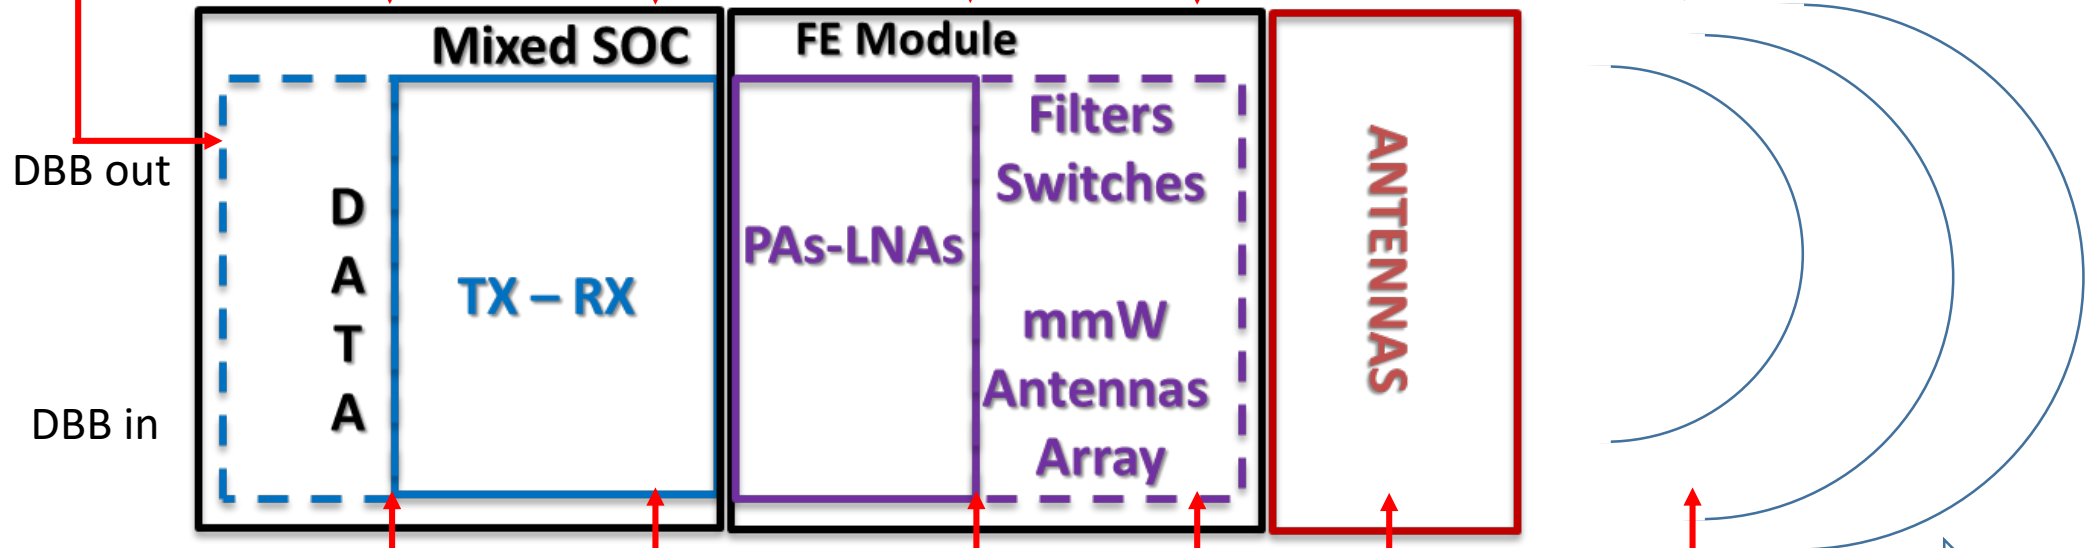 Mixed SOC
FE Module
DBB out
DBB in
D
A
T
A
TX – RX
PAs-LNAs
Filters
Switches
mmW
Antennas
Array
ANTENNAS